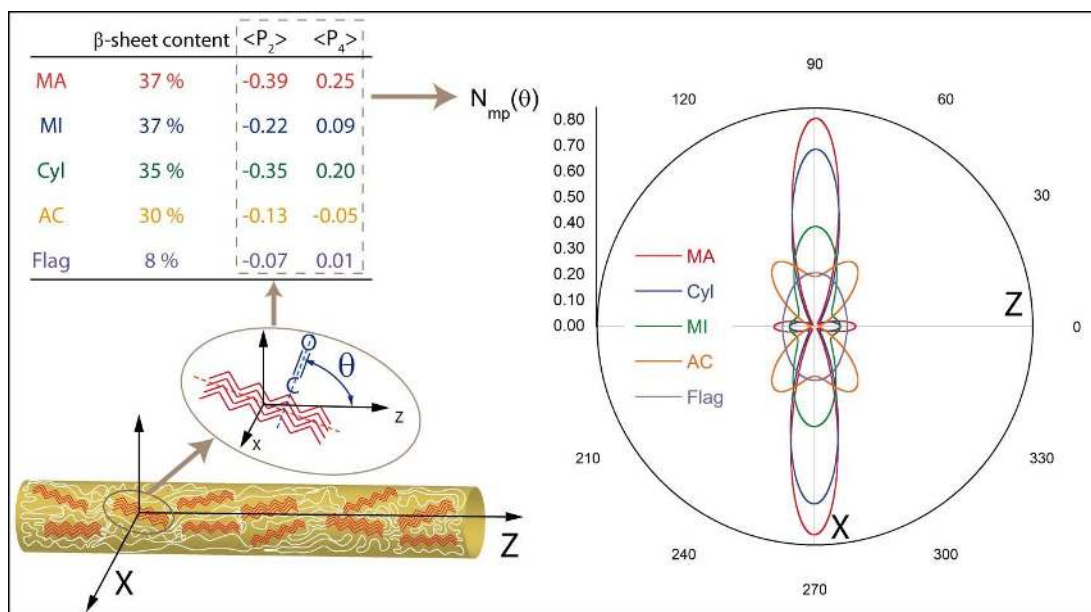 β-sheet content <P2> <P4>
MA 37 % -0.39 0.25
MI 37 % -0.22 0.09
Cyl 35 % -0.35 0.20
AC 30 % -0.13 -0.05
Flag 8 % -0.07 0.01
Nmp(θ)
90
120 60
0.80
0.70
0.60
0.50
0.40
0.30
0.20
0.10
0.00
30
MA
Cyl
MI
AC
Flag
Z
0
X
210 330
240 300
270
O
C
θ
z
x
Z
X